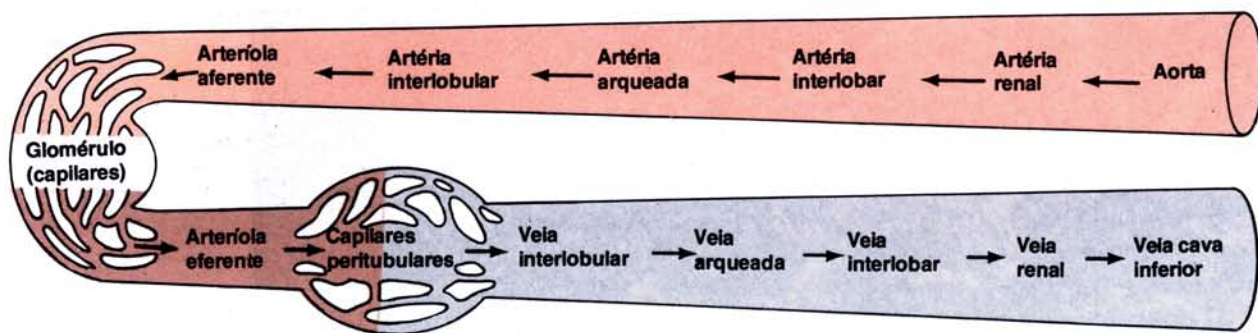 Arteríola
aferente
Artéria
interlobular
Artéria
arqueada
Artéria
interlobar
Artéria
renal
Aorta
Glomérulo
(capilares)
Arteríola
eferente
Capilares
peritubulares
Veia
interlobular
Veia
arqueada
Veia
interlobar
Veia
renal
Veia cava
inferior